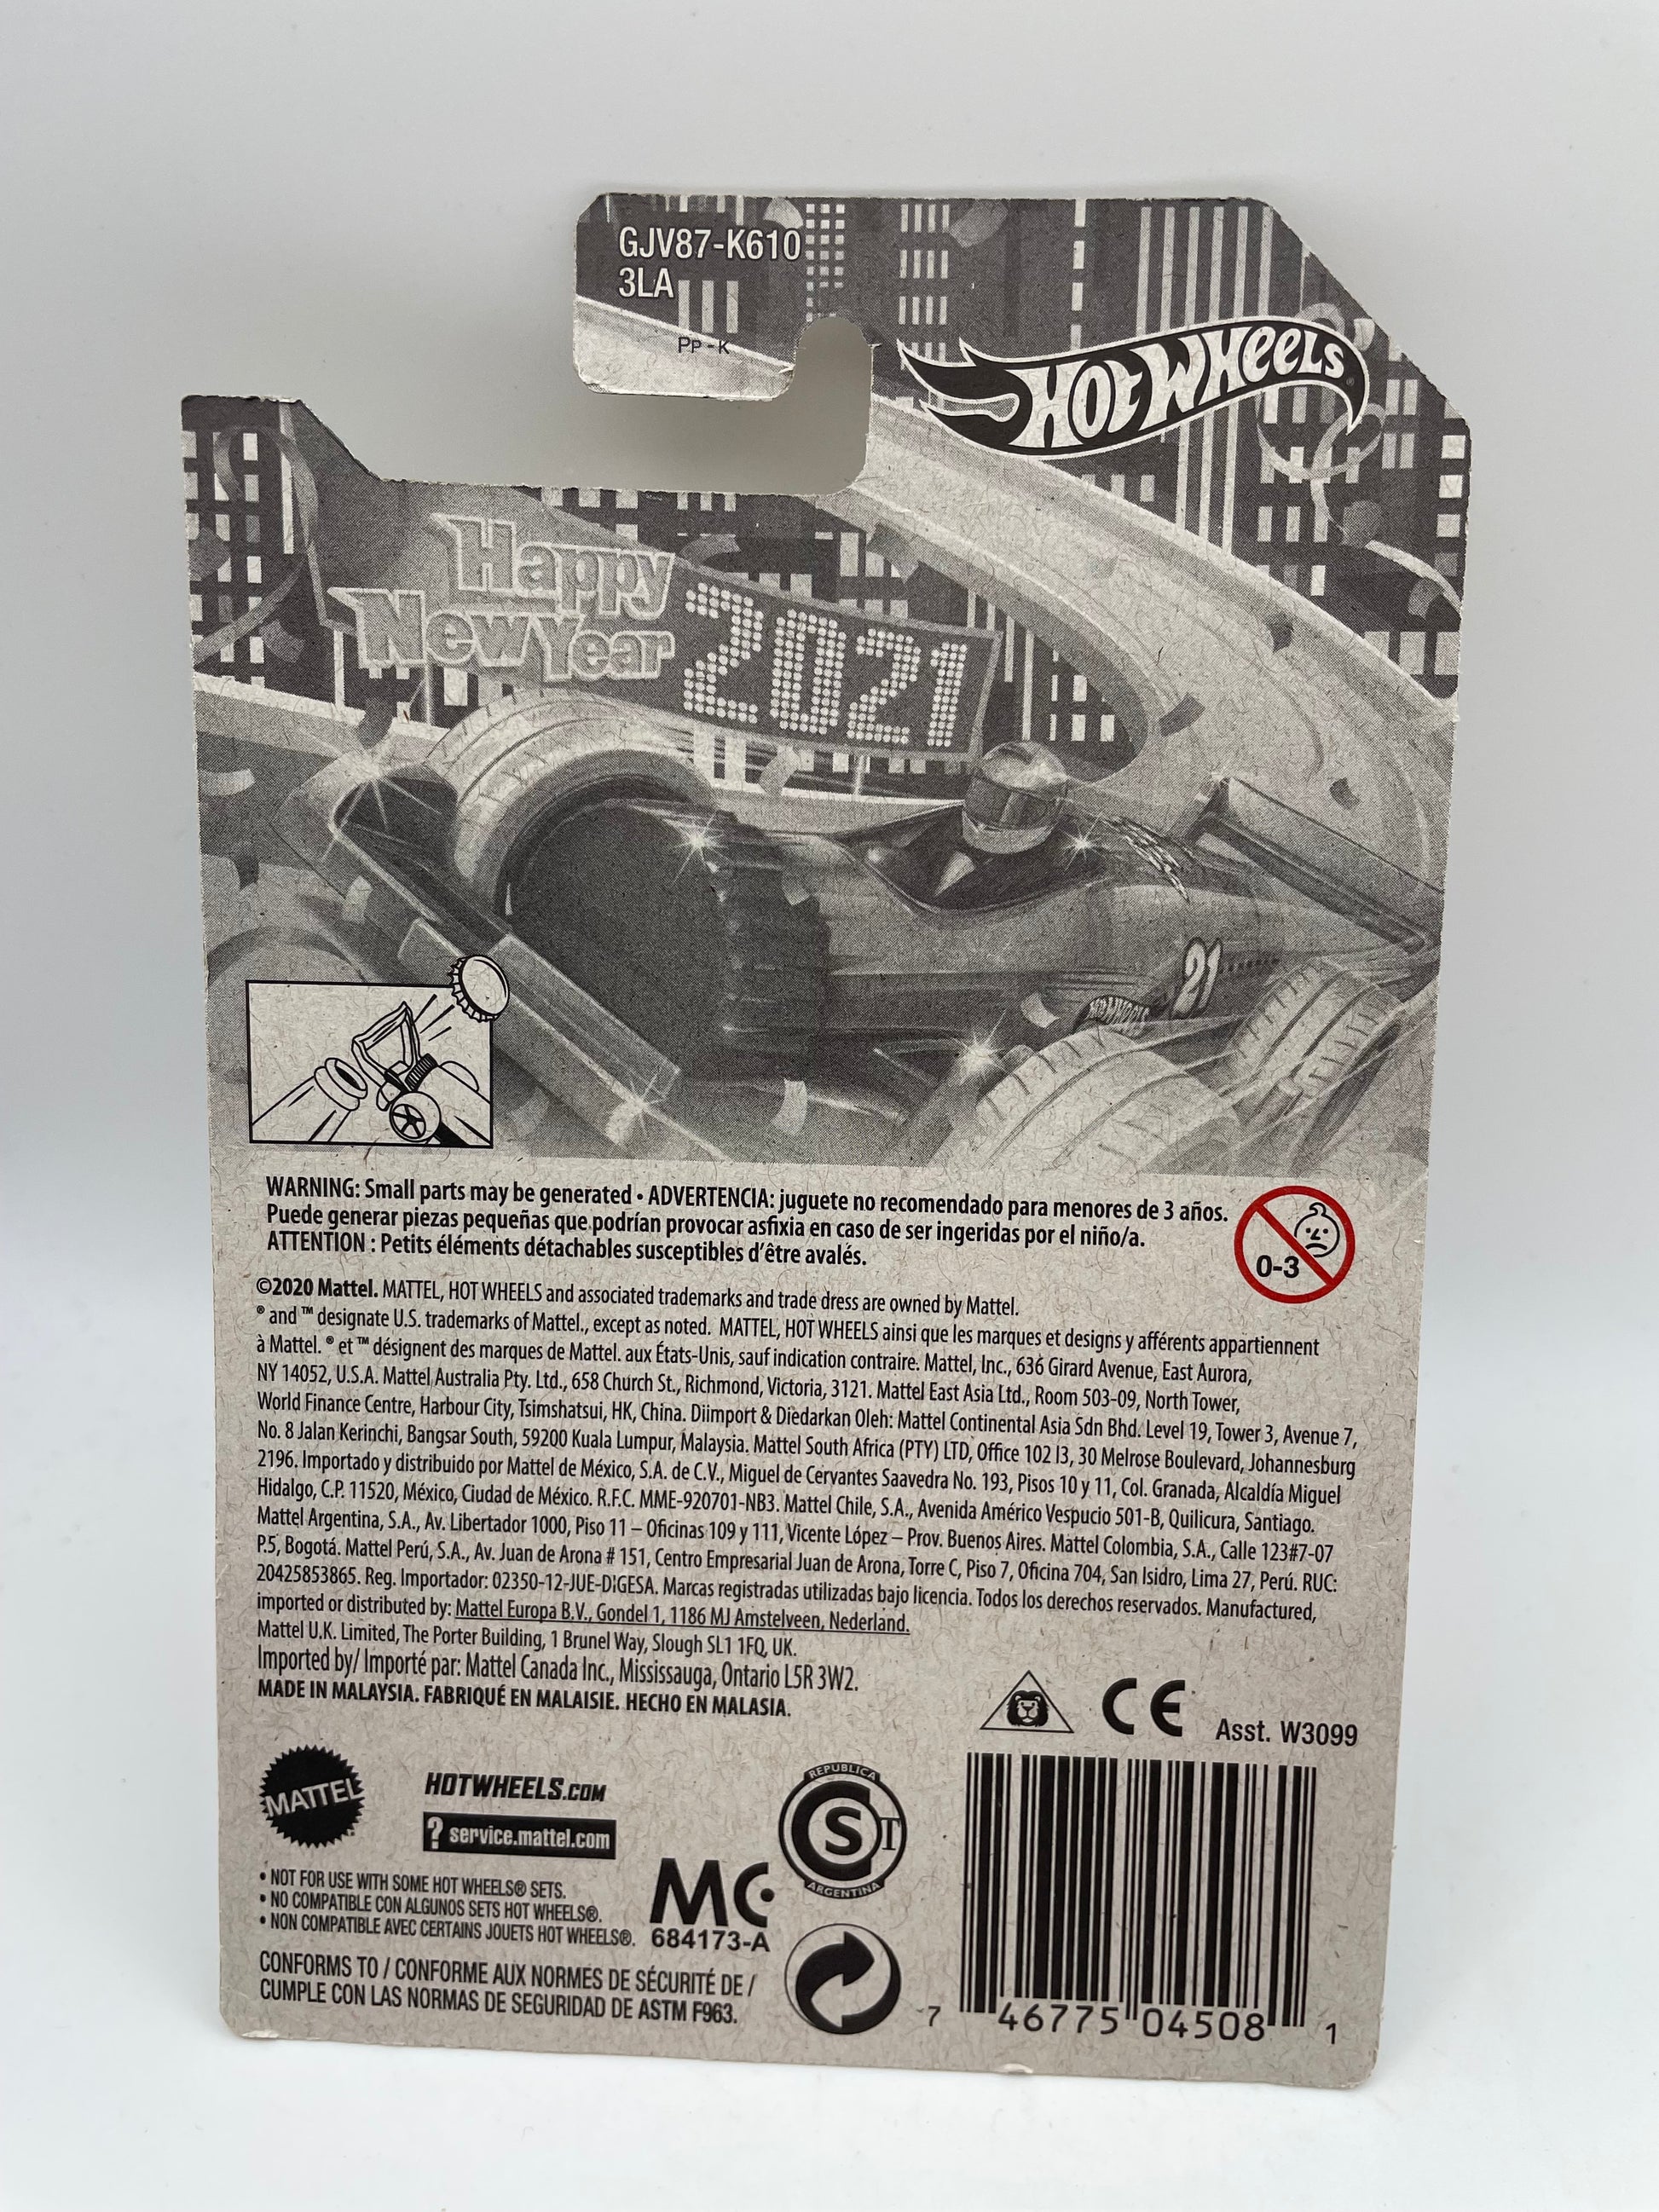 GJV87-K610
3LA
PP - K
HOT WHEELS
Happy
New Year
2021
21
WARNING: Small parts may be generated • ADVERTENCIA: juguete no recomendado para menores de 3 años.
Puede generar piezas pequeñas que podrían provocar asfixia en caso de ser ingeridas por el niño/a.
ATTENTION : Petits éléments détachables susceptibles d'être avalés.
0-3
©2020 Mattel. MATTEL, HOT WHEELS and associated trademarks and trade dress are owned by Mattel.
® and ™ designate U.S. trademarks of Mattel., except as noted. MATTEL, HOT WHEELS ainsi que les marques et designs y afférents appartiennent
à Mattel. ® et ™ désignent des marques de Mattel. aux États-Unis, sauf indication contraire. Mattel, Inc., 636 Girard Avenue, East Aurora,
NY 14052, U.S.A. Mattel Australia Pty. Ltd., 658 Church St., Richmond, Victoria, 3121. Mattel East Asia Ltd., Room 503-09, North Tower,
World Finance Centre, Harbour City, Tsimshatsui, HK, China. Diimport & Diedarkan Oleh: Mattel Continental Asia Sdn Bhd. Level 19, Tower 3, Avenue 7,
No. 8 Jalan Kerinchi, Bangsar South, 59200 Kuala Lumpur, Malaysia. Mattel South Africa (PTY) LTD, Office 102 I3, 30 Melrose Boulevard, Johannesburg
2196. Importado y distribuido por Mattel de México, S.A. de C.V., Miguel de Cervantes Saavedra No. 193, Pisos 10 y 11, Col. Granada, Alcaldía Miguel
Hidalgo, C.P. 11520, México, Ciudad de México. R.F.C. MME-920701-NB3. Mattel Chile, S.A., Avenida Américo Vespucio 501-B, Quilicura, Santiago.
Mattel Argentina, S.A., Av. Libertador 1000, Piso 11 – Oficinas 109 y 111, Vicente López – Prov. Buenos Aires. Mattel Colombia, S.A., Calle 123#7-07
P.5, Bogotá. Mattel Perú, S.A., Av. Juan de Arona # 151, Centro Empresarial Juan de Arona, Torre C, Piso 7, Oficina 704, San Isidro, Lima 27, Perú. RUC:
20425853865. Reg. Importador: 02350-12-JUE-DIGESA. Marcas registradas utilizadas bajo licencia. Todos los derechos reservados. Manufactured,
imported or distributed by: Mattel Europa B.V., Gondel 1, 1186 MJ Amstelveen, Nederland.
Mattel U.K. Limited, The Porter Building, 1 Brunel Way, Slough SL1 1FQ, UK.
Imported by/ Importé par: Mattel Canada Inc., Mississauga, Ontario L5R 3W2.
MADE IN MALAYSIA. FABRIQUÉ EN MALAISIE. HECHO EN MALASIA.
CE
Asst. W3099
MATTEL
HOTWHEELS.COM
? service.mattel.com
REPUBLICA
CST
ARGENTINA
• NOT FOR USE WITH SOME HOT WHEELS® SETS.
• NO COMPATIBLE CON ALGUNOS SETS HOT WHEELS®.
• NON COMPATIBLE AVEC CERTAINS JOUETS HOT WHEELS®.
MC
684173-A
CONFORMS TO / CONFORME AUX NORMES DE SÉCURITÉ DE /
CUMPLE CON LAS NORMAS DE SEGURIDAD DE ASTM F963.
7 46775 04508 1